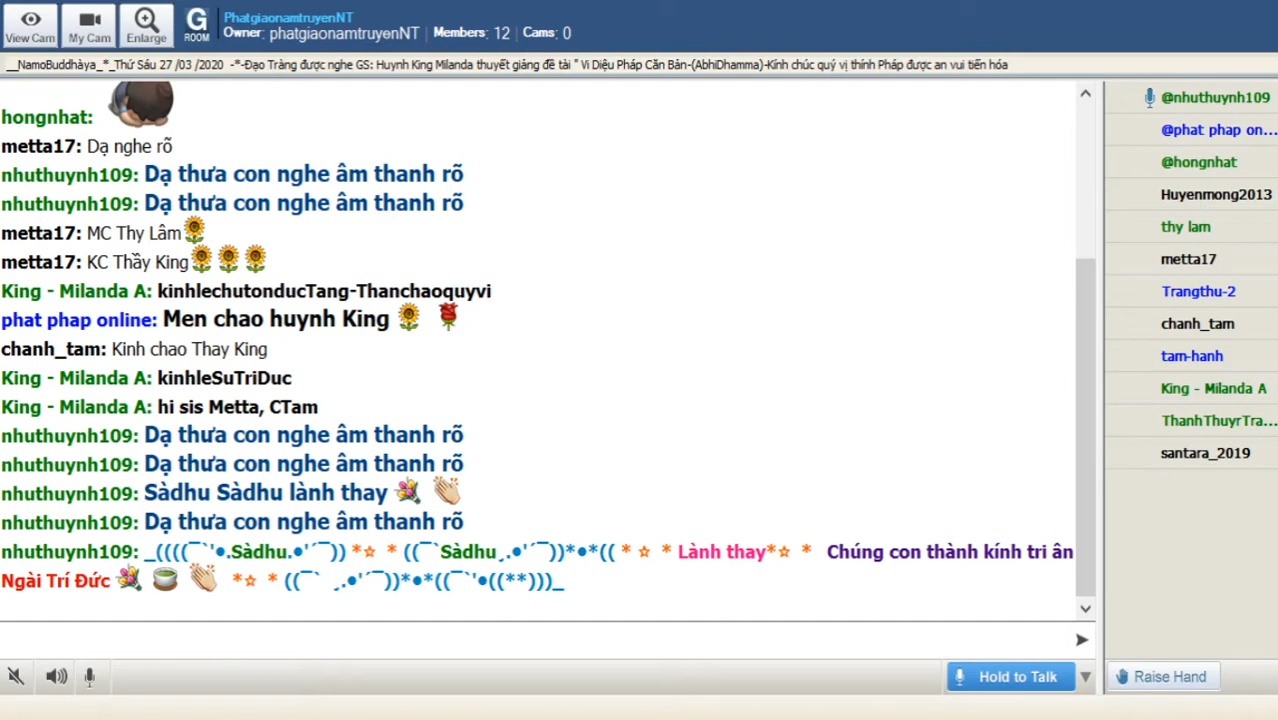 View Cam
My Cam
Enlarge
G
ROOM
PhatgiaonamtruyenNT
Owner: phatgiaonamtruyenNT
Members: 12
Cams: 0
__NamoBuddhàya_*_Thứ Sáu 27 /03 /2020 -*-Đạo Tràng được nghe GS: Huynh King Milanda thuyết giảng đề tài " Vi Diệu Pháp Căn Bản-(AbhiDhamma)-Kính chúc quý vị thính Pháp được an vui tiến hóa
hongnhat:
metta17: Dạ nghe rõ
nhuthuynh109: Dạ thưa con nghe âm thanh rõ
nhuthuynh109: Dạ thưa con nghe âm thanh rõ
metta17: MC Thy Lâm🌻
metta17: KC Thầy King🌻🌻🌻
King - Milanda A: kinhlechutonducTang-Thanchaoquyvi
phat phap online: Men chao huynh King 🌻 🌹
chanh_tam: Kinh chao Thay King
King - Milanda A: kinhleSuTriDuc
King - Milanda A: hi sis Metta, CTam
nhuthuynh109: Dạ thưa con nghe âm thanh rõ
nhuthuynh109: Dạ thưa con nghe âm thanh rõ
nhuthuynh109: Sàdhu Sàdhu lành thay 💐 👏
nhuthuynh109: Dạ thưa con nghe âm thanh rõ
nhuthuynh109: _((((¯`'•.Sàdhu.•'´¯)) *☆ * ((¯`Sàdhu¸.•'´¯))*•*(( * ☆ * Lành thay*☆ * Chúng con thành kính tri ân
Ngài Trí Đức 💐 🍵 👏 *☆ * ((¯` ¸.•'´¯))*•*((¯`'•((**)))_
@nhuthuynh109
@phat phap on...
@hongnhat
Huyenmong2013
thy lam
metta17
Trangthu-2
chanh_tam
tam-hanh
King - Milanda A
ThanhThuyrTra...
santara_2019
Hold to Talk
Raise Hand